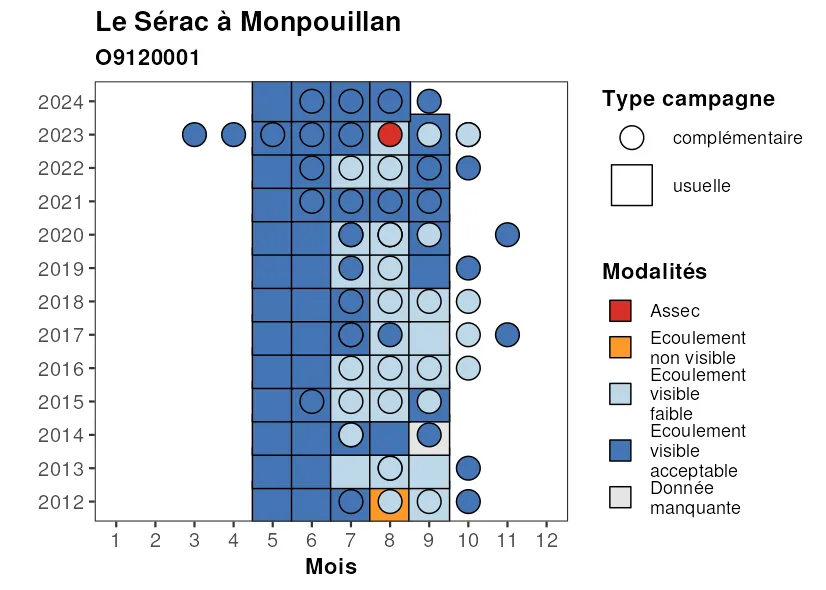 Le Sérac à Monpouillan
O9120001
2024
2023
2022
2021
2020
2019
2018
2017
2016
2015
2014
2013
2012
1 2 3 4 5 6 7 8 9 10 11 12
Mois
Type campagne
complémentaire
usuelle
Modalités
Assec
Ecoulement
non visible
Ecoulement
visible
faible
Ecoulement
visible
acceptable
Donnée
manquante